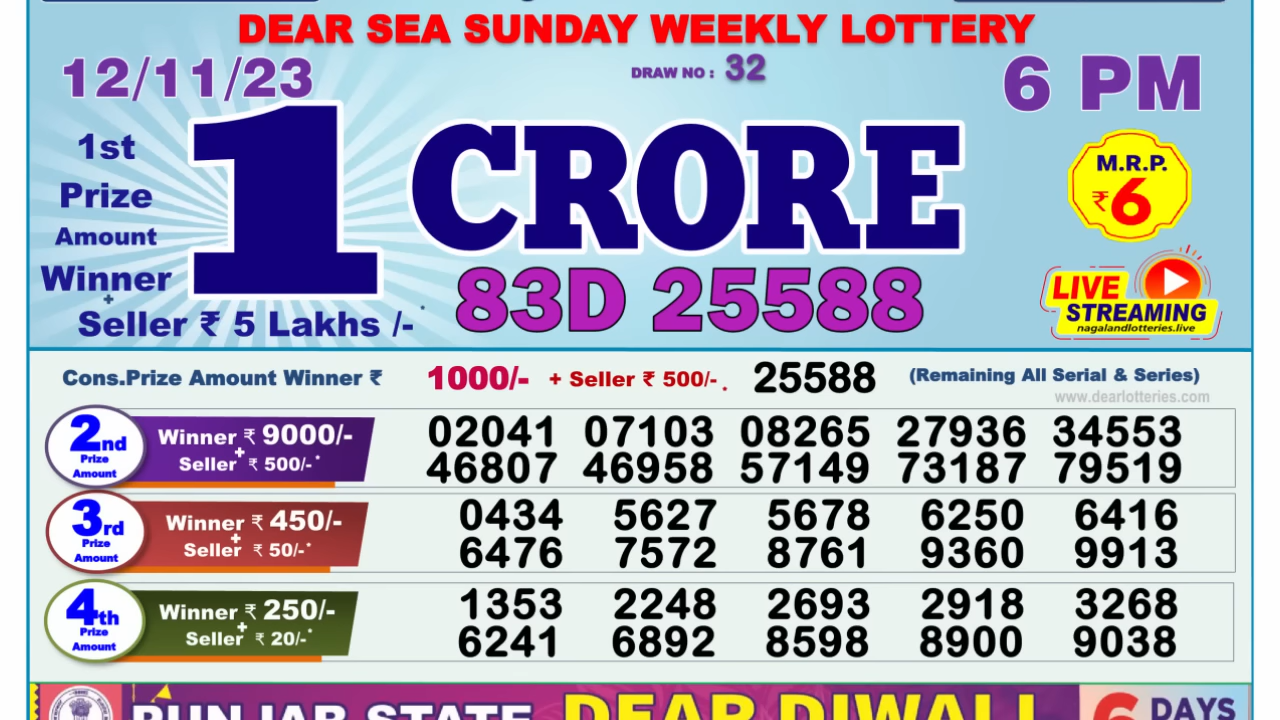 DEAR SEA SUNDAY WEEKLY LOTTERY
12/11/23
DRAW NO : 32
6 PM
1st
Prize
Amount
Winner
+
Seller ₹ 5 Lakhs /- *
1 CRORE
83D 25588
M.R.P.
₹6
LIVE
STREAMING
nagalandlotteries.live
Cons.Prize Amount Winner ₹ 1000/- + Seller ₹ 500/- . 25588 (Remaining All Serial & Series)
www.dearlotteries.com
2nd
Prize
Amount
Winner ₹ 9000/-
+
Seller ₹ 500/-*
02041 07103 08265 27936 34553
46807 46958 57149 73187 79519
3rd
Prize
Amount
Winner ₹ 450/-
+
Seller ₹ 50/-*
0434 5627 5678 6250 6416
6476 7572 8761 9360 9913
4th
Prize
Amount
Winner ₹ 250/-
+
Seller ₹ 20/-*
1353 2248 2693 2918 3268
6241 6892 8598 8900 9038
PUNJAB STATE DEAR DIWALI 6 DAYS